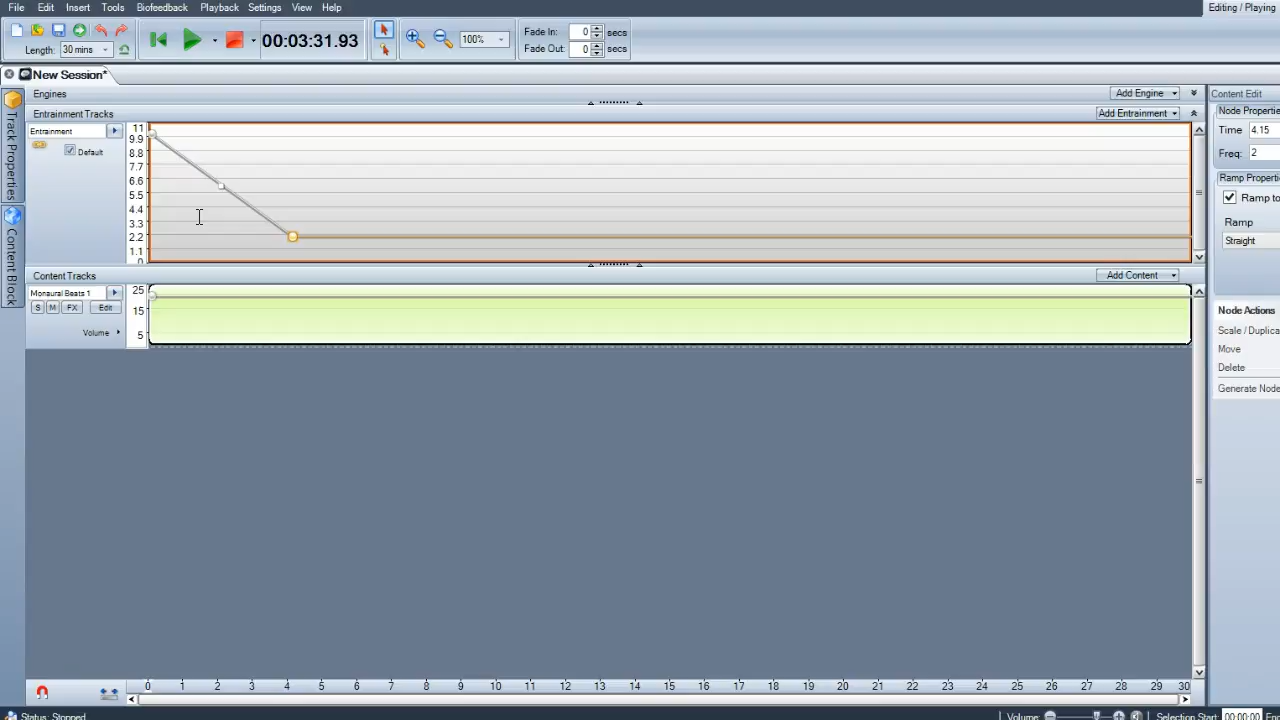 File Edit Insert Tools Biofeedback Playback Settings View Help Editing / Playing
Length: 30 mins 00:03:31.93 100% Fade In: 0 secs
Fade Out: 0 secs
New Session*
Track Properties
Content Block
Engines Add Engine
Entrainment Tracks Add Entrainment
Entrainment
Default
11
9.9
8.8
7.7
6.6
5.5
4.4
3.3
2.2
1.1
0
Content Tracks Add Content
Monaural Beats 1
S M FX Edit
Volume
25
15
5
0 1 2 3 4 5 6 7 8 9 10 11 12 13 14 15 16 17 18 19 20 21 22 23 24 25 26 27 28 29 30
Content Edit
Node Propertie
Time 4.15
Freq: 2
Ramp Properti
Ramp to
Ramp
Straight
Node Actions
Scale / Duplica
Move
Delete
Generate Node
Status: Stopped Volume: Selection Start: 00:00:00